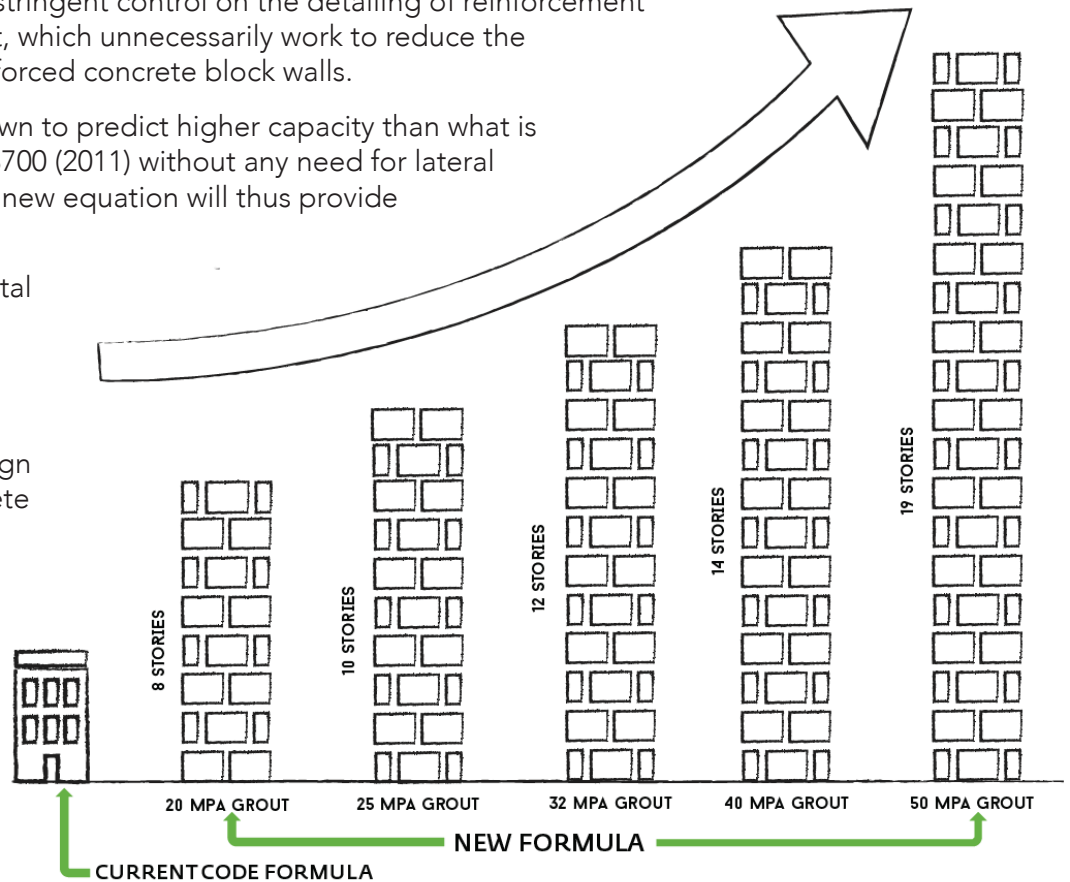 stringent control on the detailing of reinforcement
, which unnecessarily work to reduce the
forced concrete block walls.
wn to predict higher capacity than what is
700 (2011) without any need for lateral
new equation will thus provide
tal
ign
ete
8 STORIES
10 STORIES
12 STORIES
14 STORIES
19 STORIES
20 MPA GROUT
25 MPA GROUT
32 MPA GROUT
40 MPA GROUT
50 MPA GROUT
NEW FORMULA
CURRENT CODE FORMULA